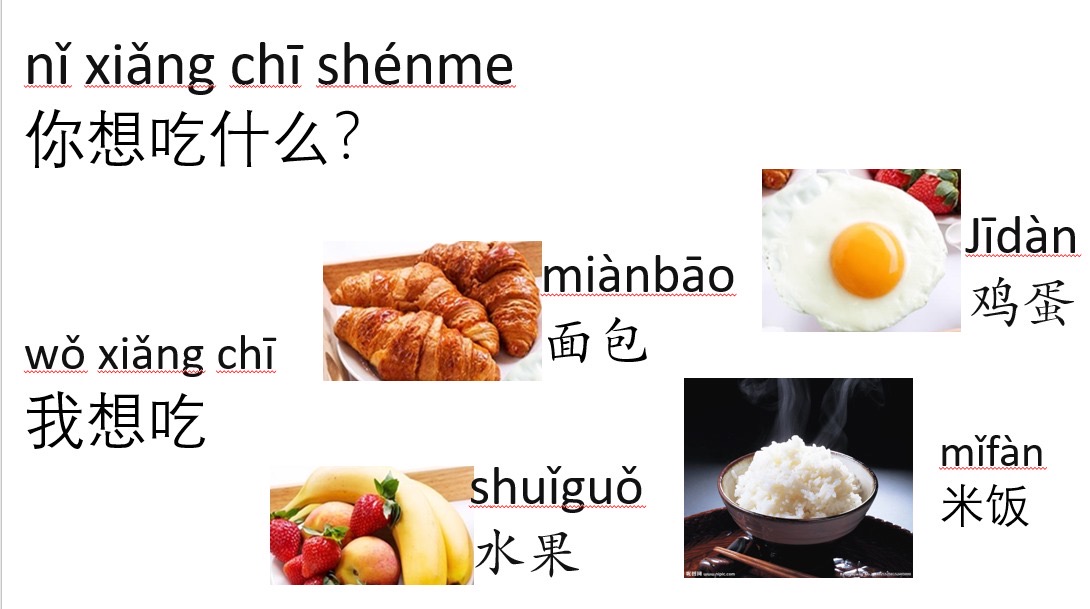 nǐ xiǎng chī shénme
你想吃什么？
Jīdàn
鸡蛋
miànbāo
面包
wǒ xiǎng chī
我想吃
mǐfàn
米饭
shuǐguǒ
水果